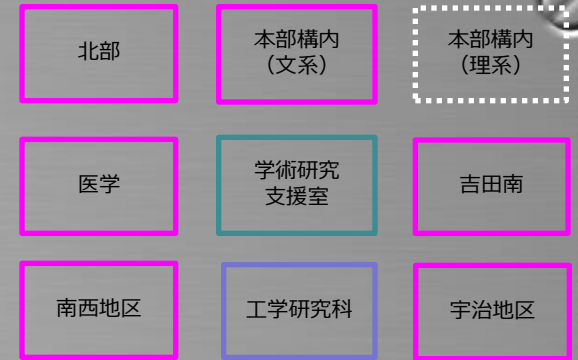 北部
本部構内
（文系）
本部構内
（理系）
医学
学術研究
支援室
吉田南
南西地区
工学研究科
宇治地区